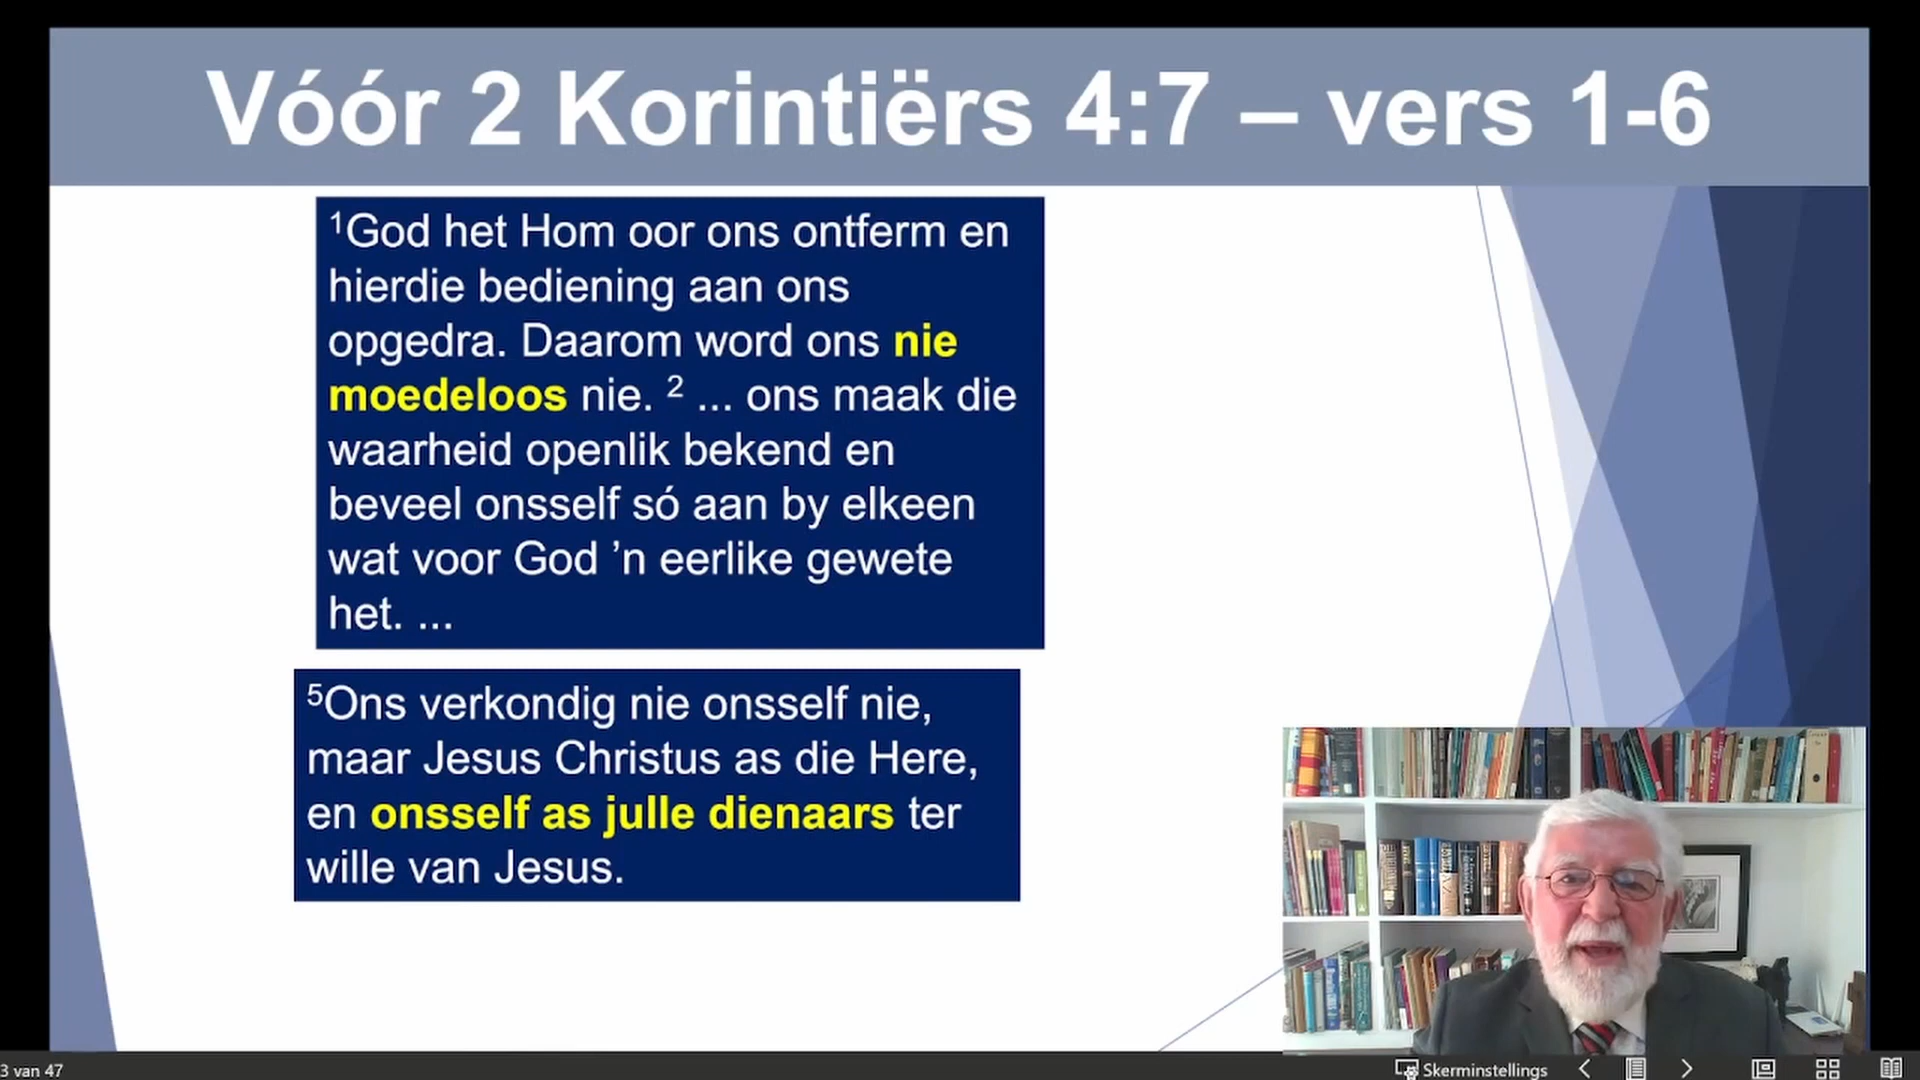 Vóór 2 Korintiërs 4:7 – vers 1-6
¹God het Hom oor ons ontferm en
hierdie bediening aan ons
opgedra. Daarom word ons nie
moedeloos nie. ² ... ons maak die
waarheid openlik bekend en
beveel onsself só aan by elkeen
wat voor God ’n eerlike gewete
het. ...
⁵Ons verkondig nie onsself nie,
maar Jesus Christus as die Here,
en onsself as julle dienaars ter
wille van Jesus.
3 van 47
Skerminstellings